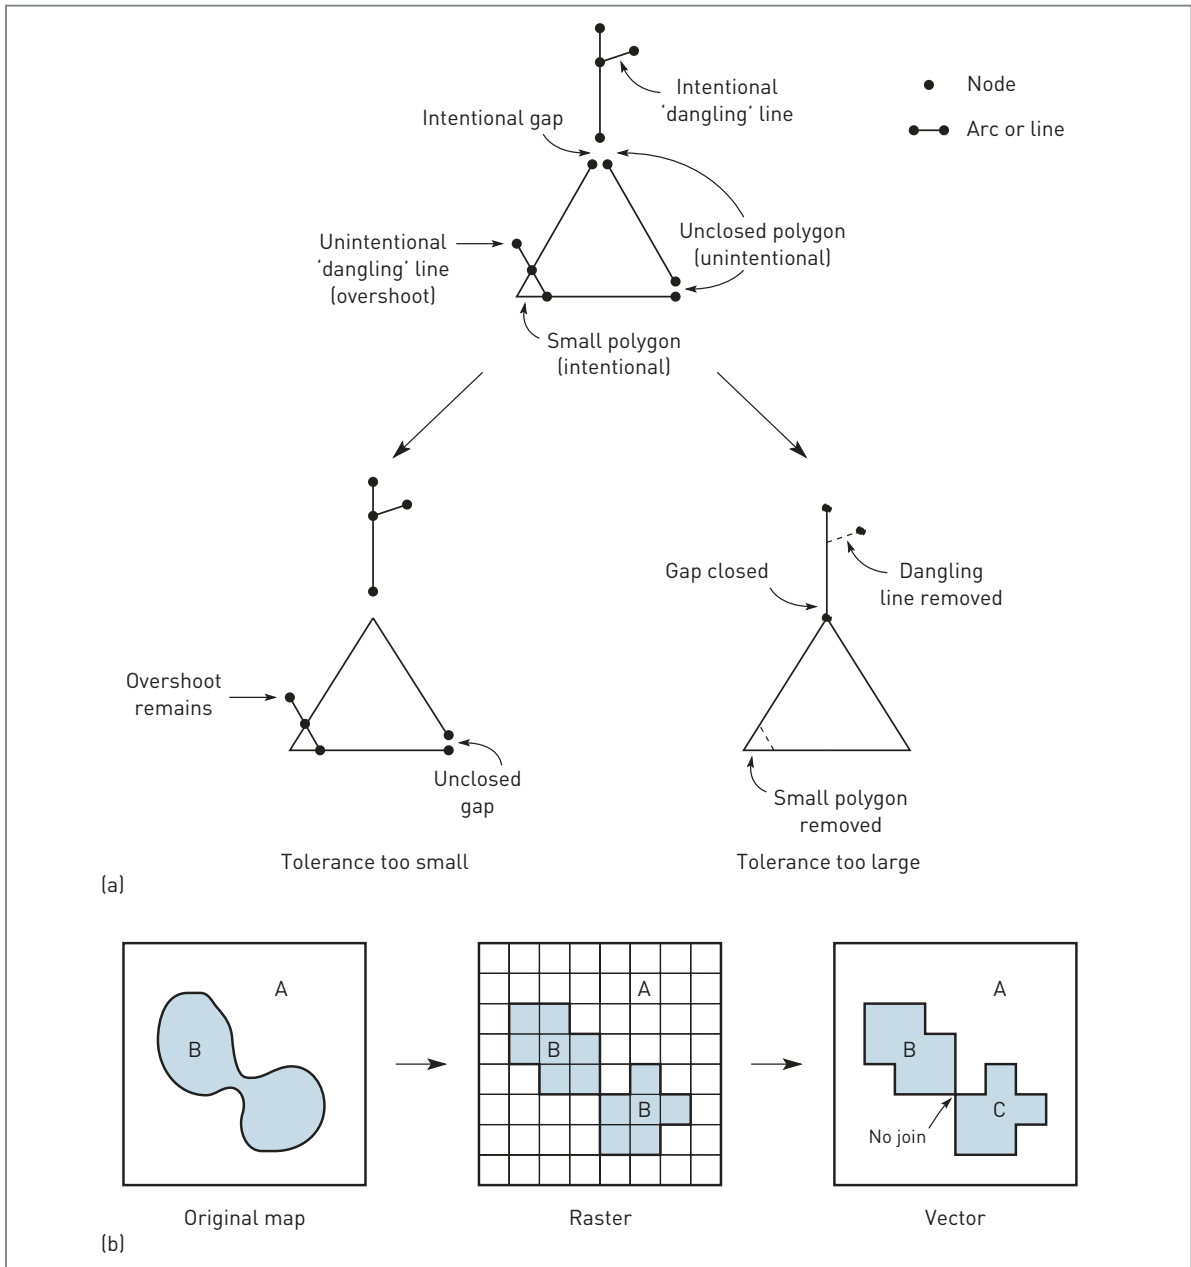 Intentional
‘dangling’ line
Node
Arc or line
Intentional gap
Unclosed polygon
(unintentional)
Unintentional
‘dangling’ line
(overshoot)
Small polygon
(intentional)
Gap closed
Dangling
line removed
Overshoot
remains
Unclosed
gap
Small polygon
removed
Tolerance too small
Tolerance too large
(a)
A
B
A
B
B
A
B
C
No join
Original map
Raster
Vector
(b)